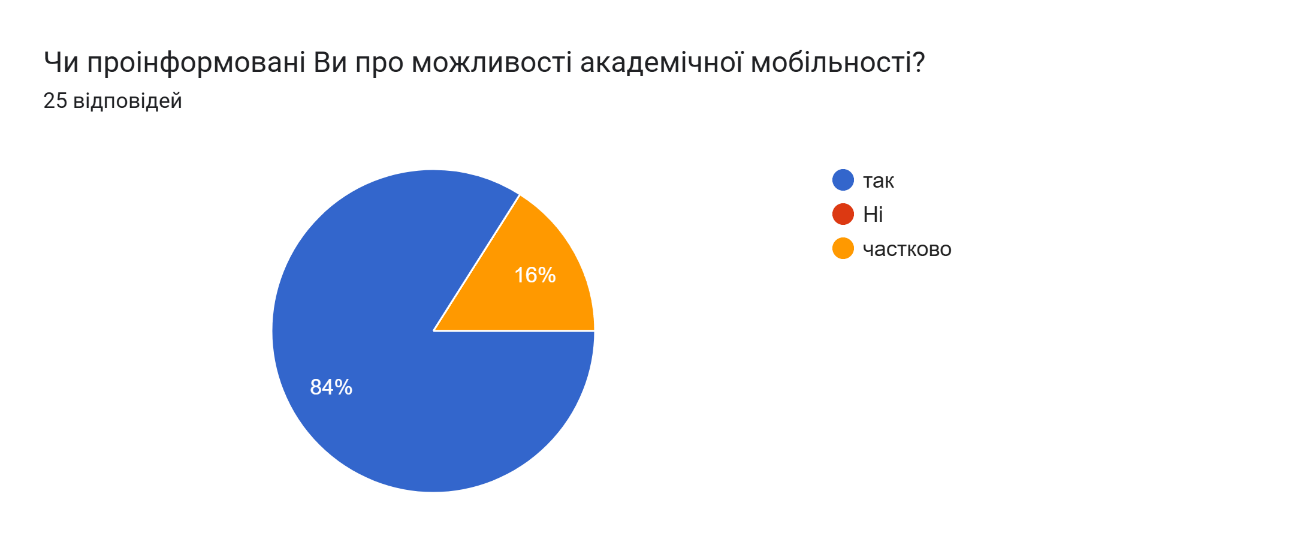 Чи проінформовані Ви про можливості академічної мобільності?
25 відповідей
так
Ні
частково
16%
84%